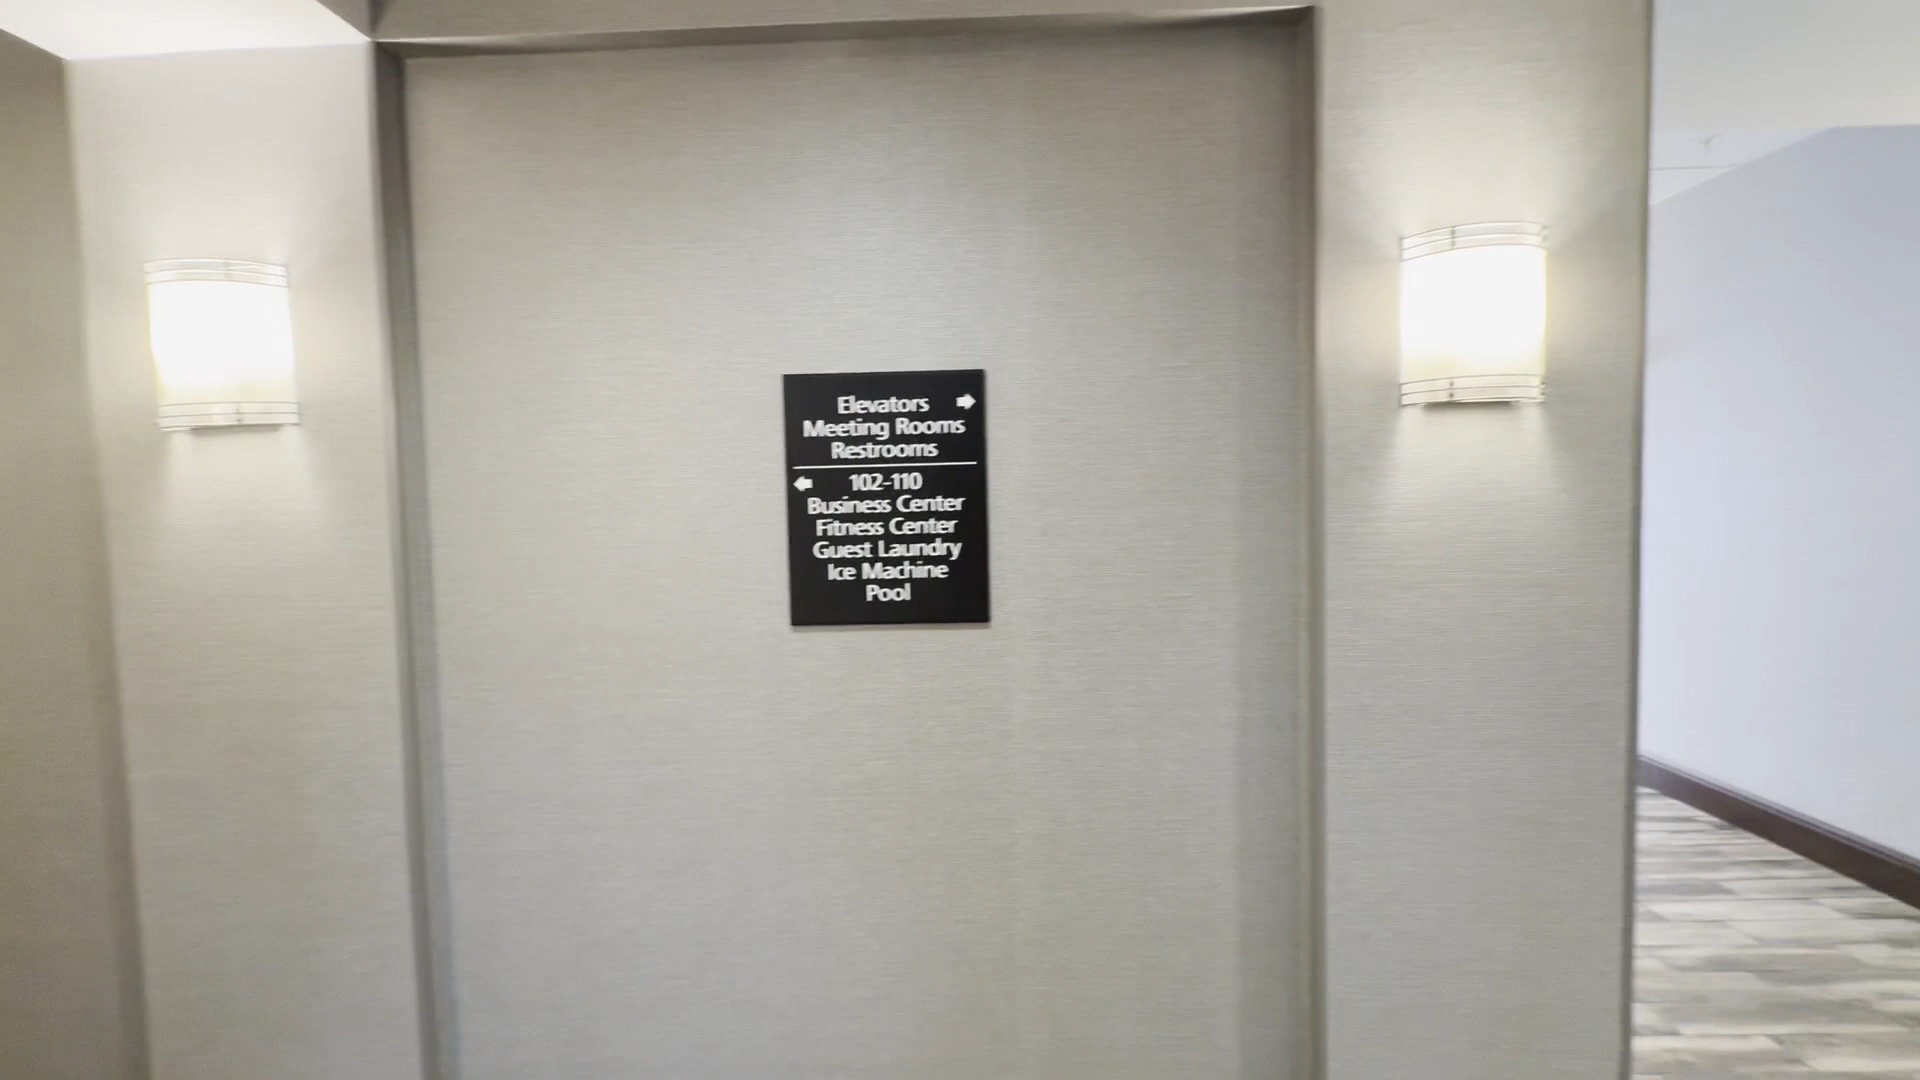 Elevators
Meeting Rooms
Restrooms
102-110
Business Center
Fitness Center
Guest Laundry
Ice Machine
Pool